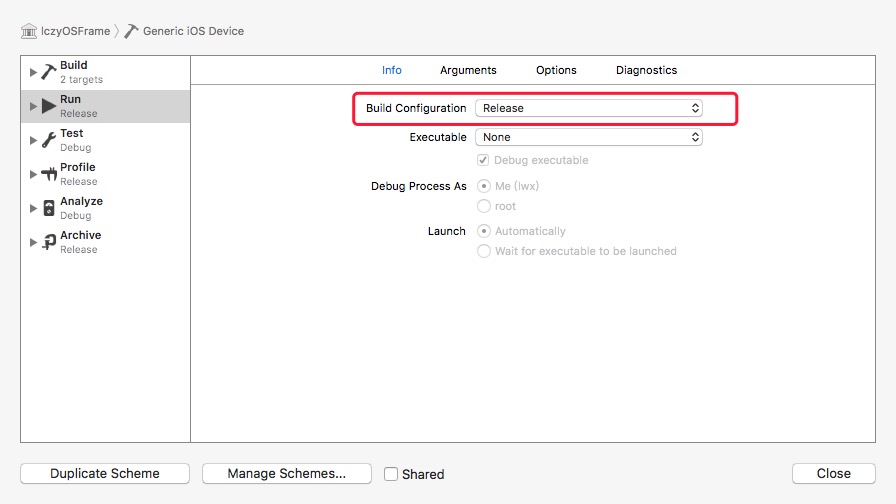 lczyOSFrame
Generic iOS Device
Build
2 targets
Run
Release
Test
Debug
Profile
Release
Analyze
Debug
Archive
Release
Info Arguments Options Diagnostics
Build Configuration Release
Executable None
Debug executable
Debug Process As Me (lwx)
root
Launch Automatically
Wait for executable to be launched
Duplicate Scheme Manage Schemes... Shared Close